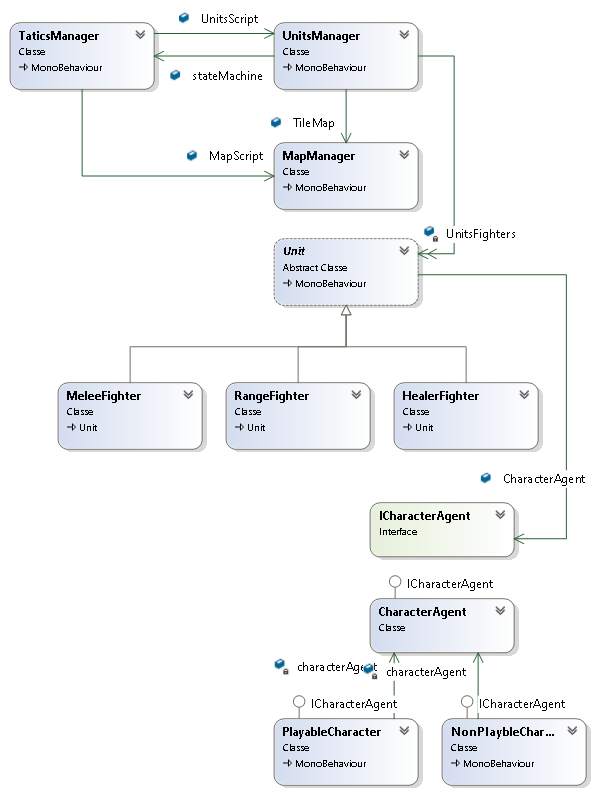 UnitsScript
TaticsManager
Classe
MonoBehaviour
UnitsManager
Classe
MonoBehaviour
stateMachine
TileMap
MapScript
MapManager
Classe
MonoBehaviour
UnitsFighters
Unit
Abstract Classe
MonoBehaviour
MeleeFighter
Classe
Unit
RangeFighter
Classe
Unit
HealerFighter
Classe
Unit
CharacterAgent
ICharacterAgent
Interface
ICharacterAgent
CharacterAgent
Classe
characterAgent
characterAgent
ICharacterAgent
ICharacterAgent
PlayableCharacter
Classe
MonoBehaviour
NonPlaybleChar...
Classe
MonoBehaviour